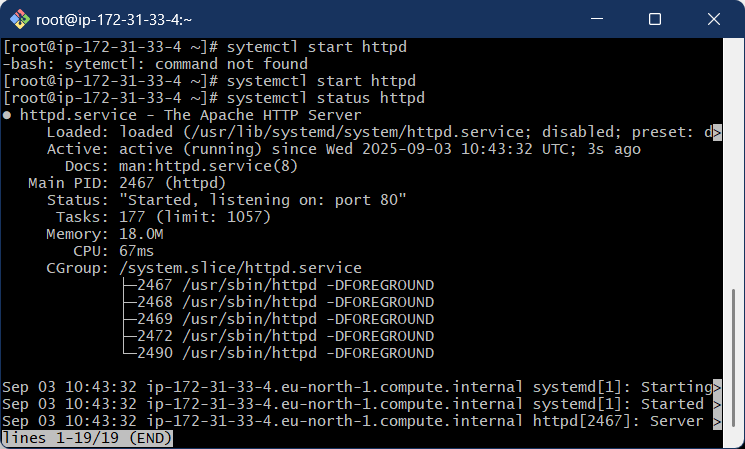 root@ip-172-31-33-4:~
[root@ip-172-31-33-4 ~]# sytemctl start httpd
-bash: sytemctl: command not found
[root@ip-172-31-33-4 ~]# systemctl start httpd
[root@ip-172-31-33-4 ~]# systemctl status httpd
● httpd.service - The Apache HTTP Server
     Loaded: loaded (/usr/lib/systemd/system/httpd.service; disabled; preset: d>
     Active: active (running) since Wed 2025-09-03 10:43:32 UTC; 3s ago
       Docs: man:httpd.service(8)
   Main PID: 2467 (httpd)
     Status: "Started, listening on: port 80"
      Tasks: 177 (limit: 1057)
     Memory: 18.0M
        CPU: 67ms
     CGroup: /system.slice/httpd.service
             ├─2467 /usr/sbin/httpd -DFOREGROUND
             ├─2468 /usr/sbin/httpd -DFOREGROUND
             ├─2469 /usr/sbin/httpd -DFOREGROUND
             ├─2472 /usr/sbin/httpd -DFOREGROUND
             └─2490 /usr/sbin/httpd -DFOREGROUND
Sep 03 10:43:32 ip-172-31-33-4.eu-north-1.compute.internal systemd[1]: Starting>
Sep 03 10:43:32 ip-172-31-33-4.eu-north-1.compute.internal systemd[1]: Started >
Sep 03 10:43:32 ip-172-31-33-4.eu-north-1.compute.internal httpd[2467]: Server >
lines 1-19/19 (END)